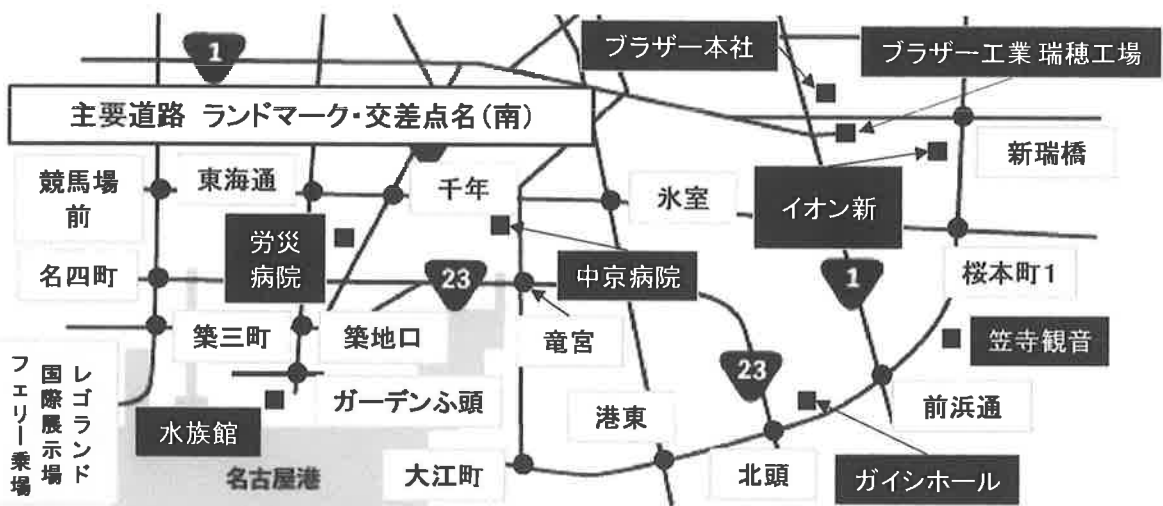 1
ブラザー本社
ブラザー工業 瑞穂工場
主要道路 ランドマーク・交差点名(南)
新瑞橋
競馬場
前
東海通
千年
氷室
イオン新
労災
病院
名四町
23
中京病院
1
桜本町1
築三町
築地口
竜宮
笠寺観音
23
レゴランド
国際展示場
フェリー乗場
水族館
ガーデンふ頭
港東
前浜通
名古屋港
大江町
北頭
ガイシホール